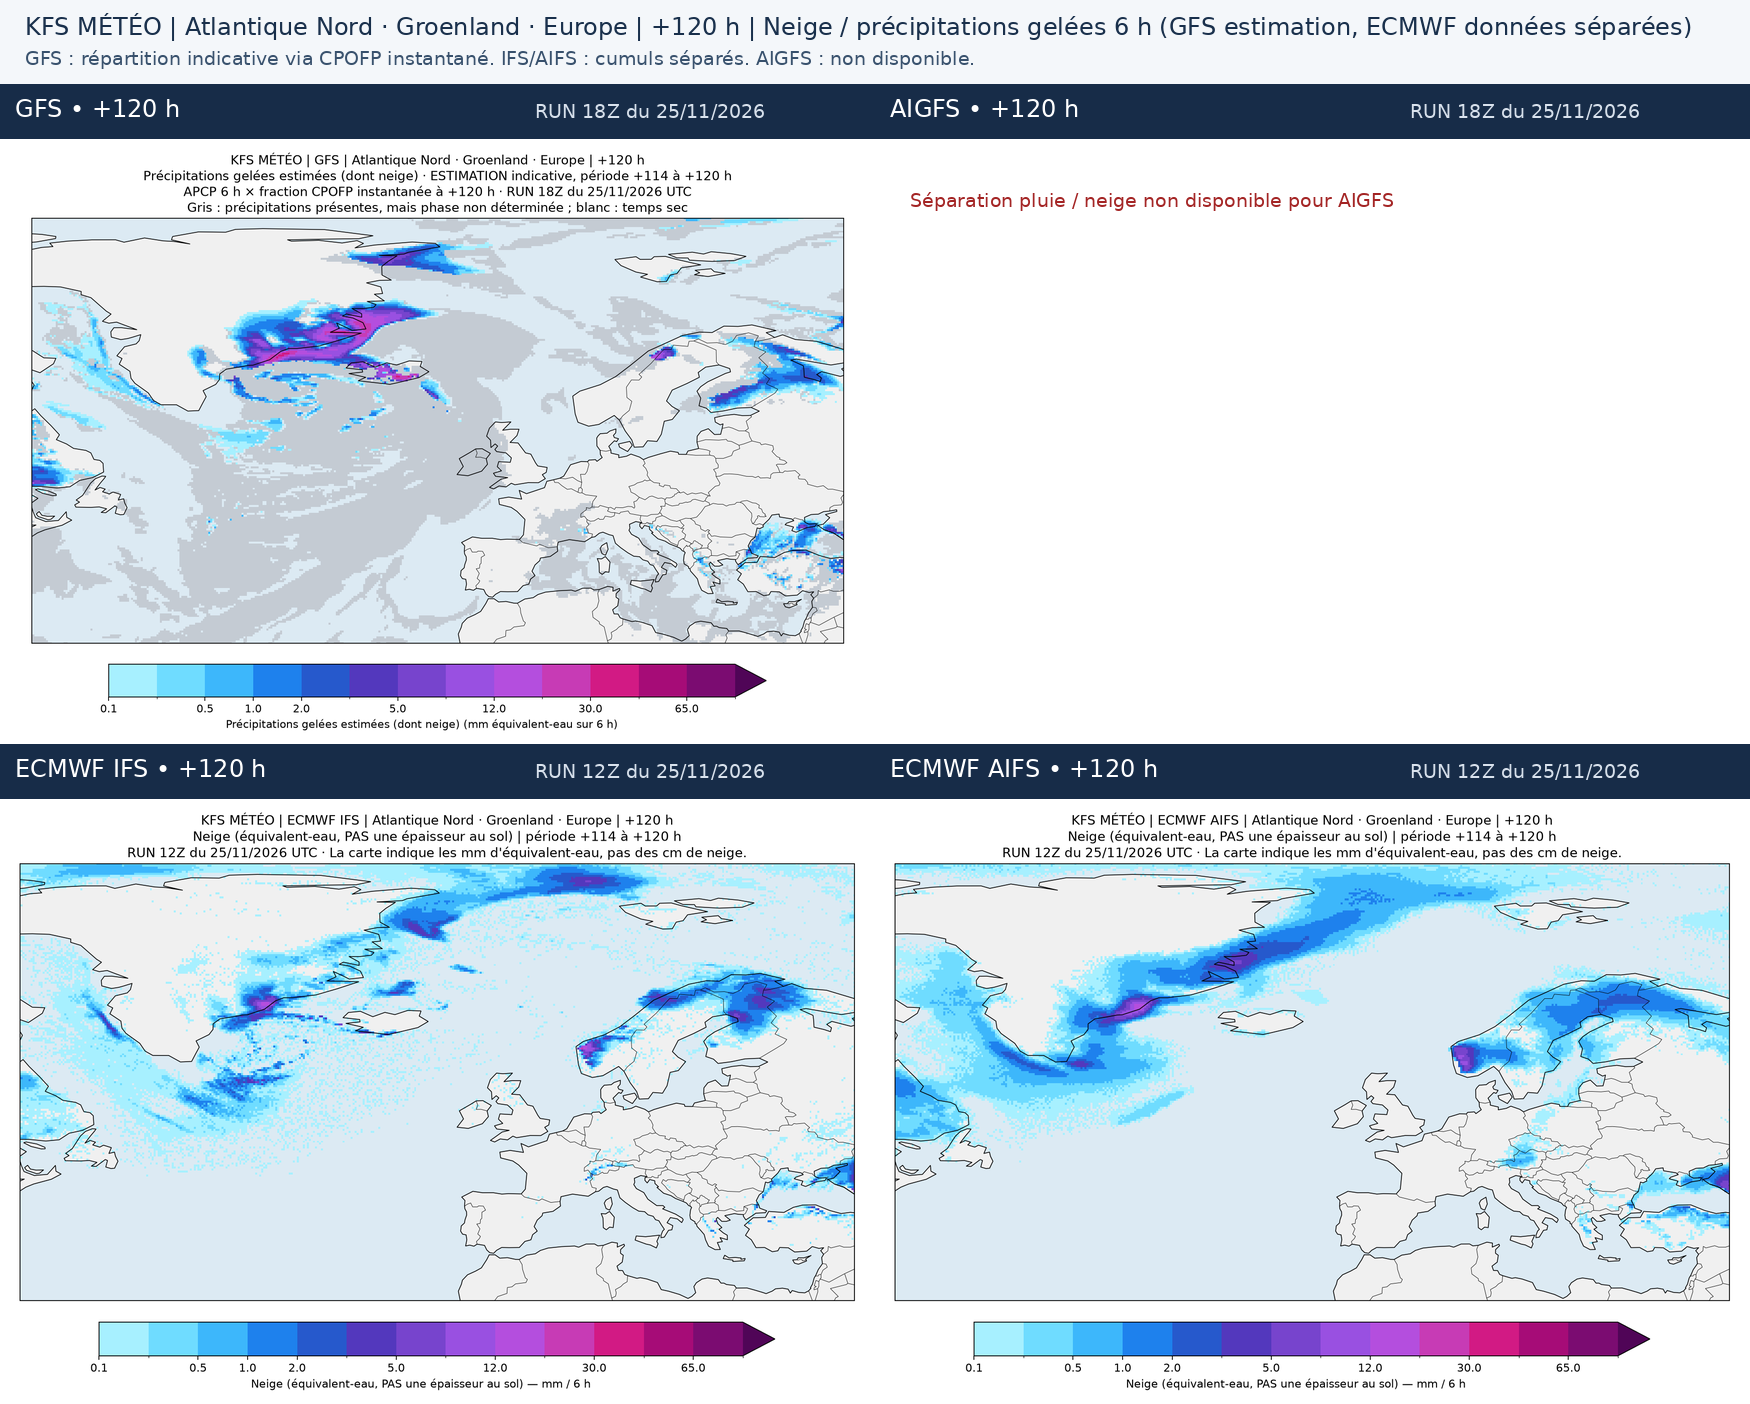 KFS MÉTÉO | Atlantique Nord · Groenland · Europe | +120 h | Neige / précipitations gelées 6 h (GFS estimation, ECMWF données séparées)
GFS : répartition indicative via CPOFP instantané. IFS/AIFS : cumuls séparés. AIGFS : non disponible.
GFS • +120 h
RUN 18Z du 25/11/2026
AIGFS • +120 h
RUN 18Z du 25/11/2026
KFS MÉTÉO | GFS | Atlantique Nord · Groenland · Europe | +120 h
Précipitations gelées estimées (dont neige) · ESTIMATION indicative, période +114 à +120 h
APCP 6 h × fraction CPOFP instantanée à +120 h · RUN 18Z du 25/11/2026 UTC
Gris : précipitations présentes, mais phase non déterminée ; blanc : temps sec
Séparation pluie / neige non disponible pour AIGFS
0.1 0.5 1.0 2.0 5.0 12.0 30.0 65.0
Précipitations gelées estimées (dont neige) (mm équivalent-eau sur 6 h)
ECMWF IFS • +120 h
RUN 12Z du 25/11/2026
ECMWF AIFS • +120 h
RUN 12Z du 25/11/2026
KFS MÉTÉO | ECMWF IFS | Atlantique Nord · Groenland · Europe | +120 h
Neige (équivalent-eau, PAS une épaisseur au sol) | période +114 à +120 h
RUN 12Z du 25/11/2026 UTC · La carte indique les mm d'équivalent-eau, pas des cm de neige.
KFS MÉTÉO | ECMWF AIFS | Atlantique Nord · Groenland · Europe | +120 h
Neige (équivalent-eau, PAS une épaisseur au sol) | période +114 à +120 h
RUN 12Z du 25/11/2026 UTC · La carte indique les mm d'équivalent-eau, pas des cm de neige.
0.1 0.5 1.0 2.0 5.0 12.0 30.0 65.0
Neige (équivalent-eau, PAS une épaisseur au sol) — mm / 6 h
0.1 0.5 1.0 2.0 5.0 12.0 30.0 65.0
Neige (équivalent-eau, PAS une épaisseur au sol) — mm / 6 h